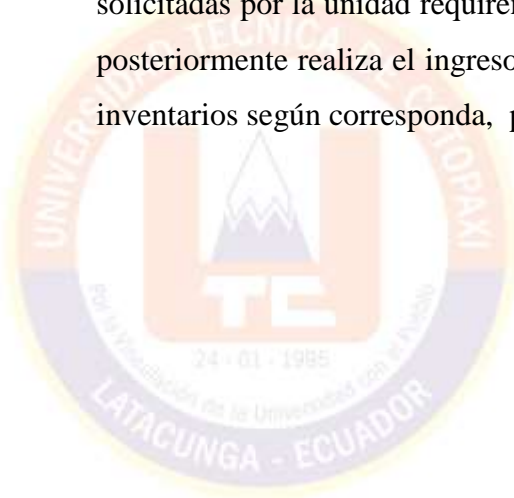 solicitadas por la unidad requiren
posteriormente realiza el ingreso
inventarios según corresponda, p
UNIVERSIDAD TÉCNICA DE COTOPAXI
UTC
Por la Vinculación de la Universidad con el Pueblo
24 - 01 - 1995
LATACUNGA - ECUADOR